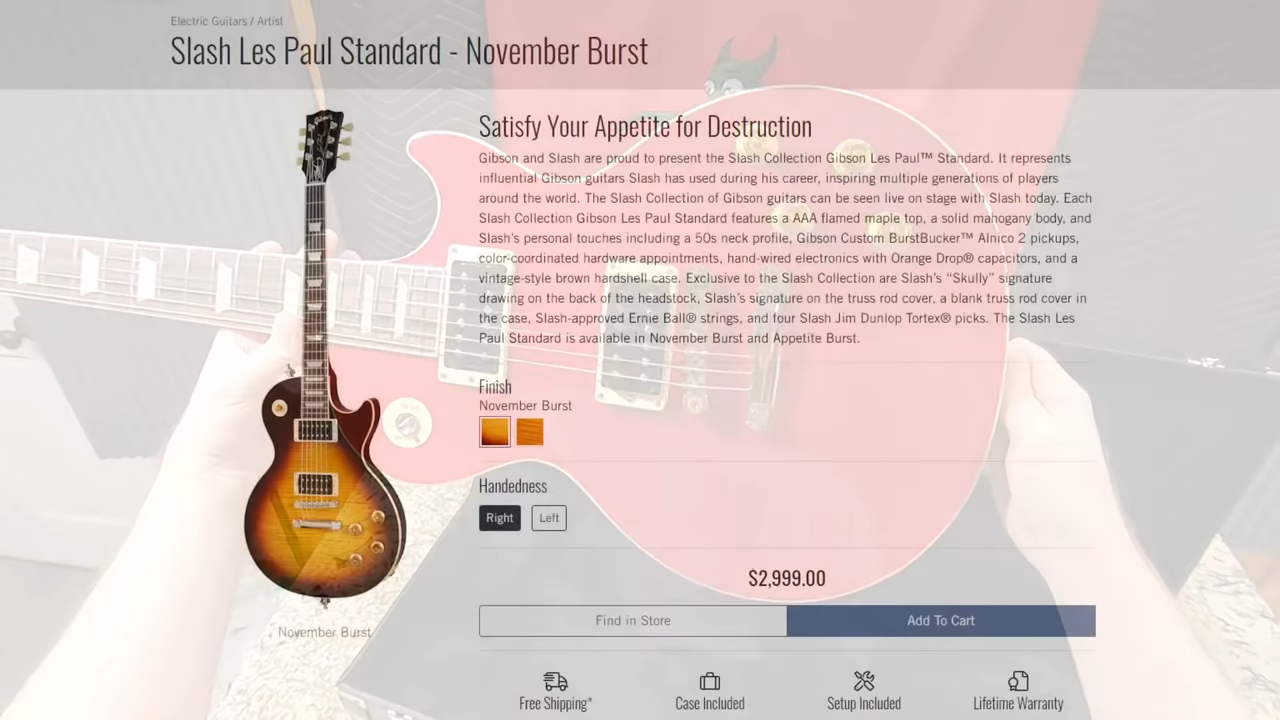 Electric Guitars / Artist
Slash Les Paul Standard - November Burst
Satisfy Your Appetite for Destruction
Gibson and Slash are proud to present the Slash Collection Gibson Les Paul™ Standard. It represents
influential Gibson guitars Slash has used during his career, inspiring multiple generations of players
around the world. The Slash Collection of Gibson guitars can be seen live on stage with Slash today. Each
Slash Collection Gibson Les Paul Standard features a AAA flamed maple top, a solid mahogany body, and
Slash's personal touches including a 50s neck profile, Gibson Custom BurstBucker™ Alnico 2 pickups,
color-coordinated hardware appointments, hand-wired electronics with Orange Drop® capacitors, and a
vintage-style brown hardshell case. Exclusive to the Slash Collection are Slash's “Skully” signature
drawing on the back of the headstock, Slash's signature on the truss rod cover, a blank truss rod cover in
the case, Slash-approved Ernie Ball® strings, and four Slash Jim Dunlop Tortex® picks. The Slash Les
Paul Standard is available in November Burst and Appetite Burst.
Finish
November Burst
Handedness
Right Left
$2,999.00
Find in Store Add To Cart
November Burst
Free Shipping* Case Included Setup Included Lifetime Warranty